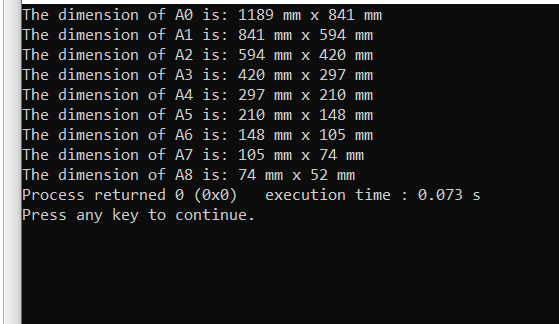 The dimension of A0 is: 1189 mm x 841 mm
The dimension of A1 is: 841 mm x 594 mm
The dimension of A2 is: 594 mm x 420 mm
The dimension of A3 is: 420 mm x 297 mm
The dimension of A4 is: 297 mm x 210 mm
The dimension of A5 is: 210 mm x 148 mm
The dimension of A6 is: 148 mm x 105 mm
The dimension of A7 is: 105 mm x 74 mm
The dimension of A8 is: 74 mm x 52 mm
Process returned 0 (0x0)   execution time : 0.073 s
Press any key to continue.